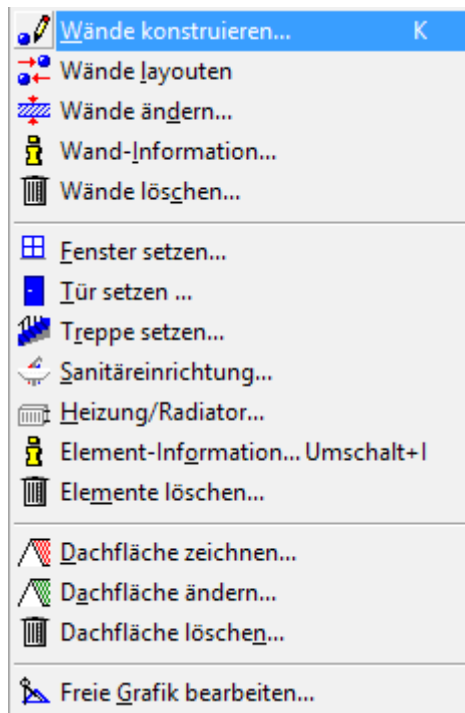 Wände konstruieren... K
Wände layouten
Wände ändern...
Wand-Information...
Wände löschen...
Fenster setzen...
Tür setzen ...
Treppe setzen...
Sanitäreinrichtung...
Heizung/Radiator...
Element-Information... Umschalt+I
Elemente löschen...
Dachfläche zeichnen...
Dachfläche ändern...
Dachfläche löschen...
Freie Grafik bearbeiten...